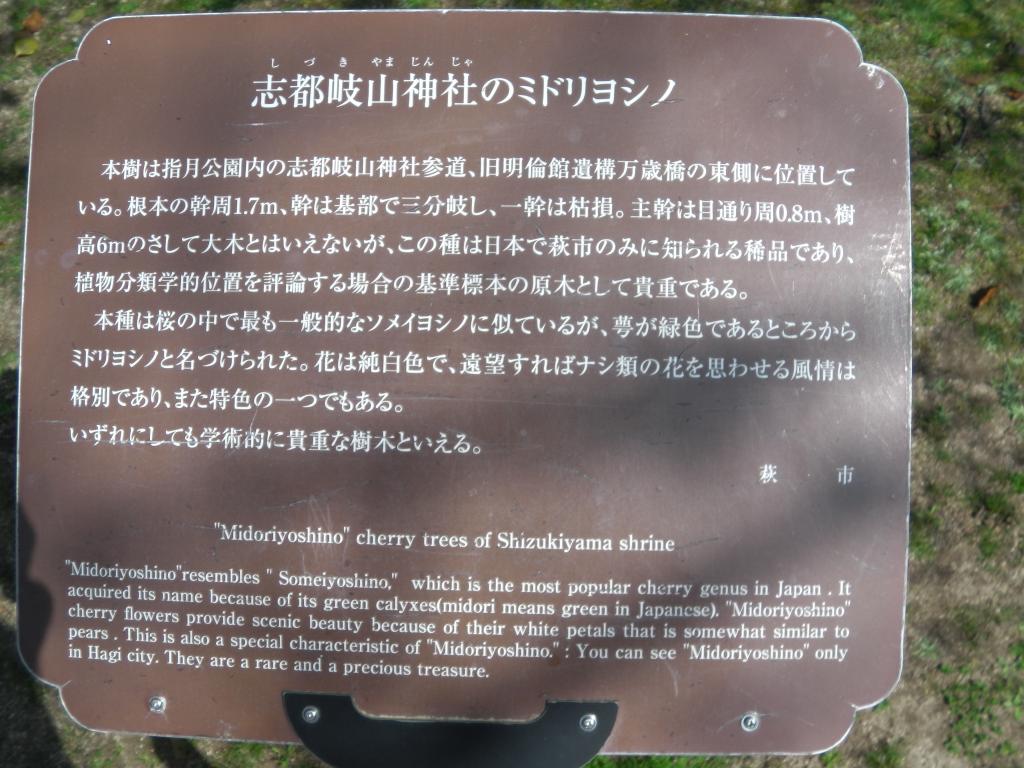 しづきやまじんじゃ
志都岐山神社のミドリヨシノ
本樹は指月公園内の志都岐山神社参道、旧明倫館遺構万歳橋の東側に位置して
いる。根本の幹周1.7m、幹は基部で三分岐し、一幹は枯損。主幹は目通り周0.8m、樹
高6mのさして大木とはいえないが、この種は日本で萩市のみに知られる稀品であり、
植物分類学的位置を評論する場合の基準標本の原木として貴重である。
本種は桜の中で最も一般的なソメイヨシノに似ているが、萼が緑色であるところから
ミドリヨシノと名づけられた。花は純白色で、遠望すればナシ類の花を思わせる風情は
格別であり、また特色の一つでもある。
いずれにしても学術的に貴重な樹木といえる。
萩 市
"Midoriyoshino" cherry trees of Shizukiyama shrine
"Midoriyoshino"resembles " Someiyoshino," which is the most popular cherry genus in Japan . It
acquired its name because of its green calyxes(midori means green in Japanese). "Midoriyoshino"
cherry flowers provide scenic beauty because of their white petals that is somewhat similar to
pears . This is also a special characteristic of "Midoriyoshino." : You can see "Midoriyoshino" only
in Hagi city. They are a rare and a precious treasure.